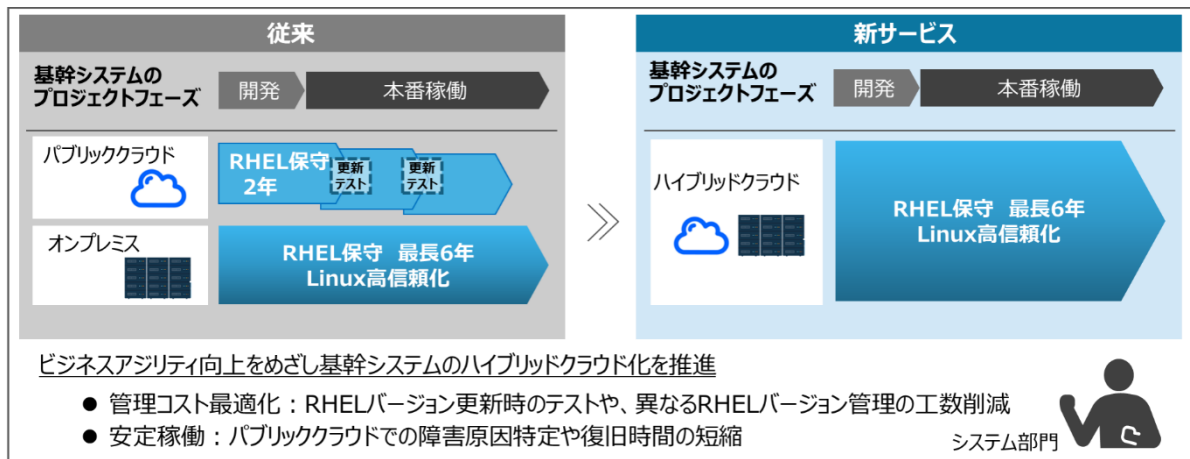 従来
基幹システムの
プロジェクトフェーズ
開発
本番稼働
パブリッククラウド
RHEL保守
2年
更新
テスト
更新
テスト
オンプレミス
RHEL保守 最長6年
Linux高信頼化
新サービス
基幹システムの
プロジェクトフェーズ
開発
本番稼働
ハイブリッドクラウド
RHEL保守 最長6年
Linux高信頼化
ビジネスアジリティ向上をめざし基幹システムのハイブリッドクラウド化を推進
● 管理コスト最適化：RHELバージョン更新時のテストや、異なるRHELバージョン管理の工数削減
● 安定稼働：パブリッククラウドでの障害原因特定や復旧時間の短縮
システム部門